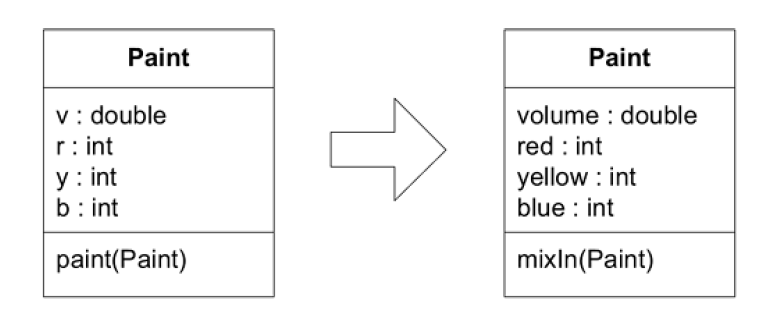 Paint
v : double
r : int
y : int
b : int
paint(Paint)
Paint
volume : double
red : int
yellow : int
blue : int
mixIn(Paint)